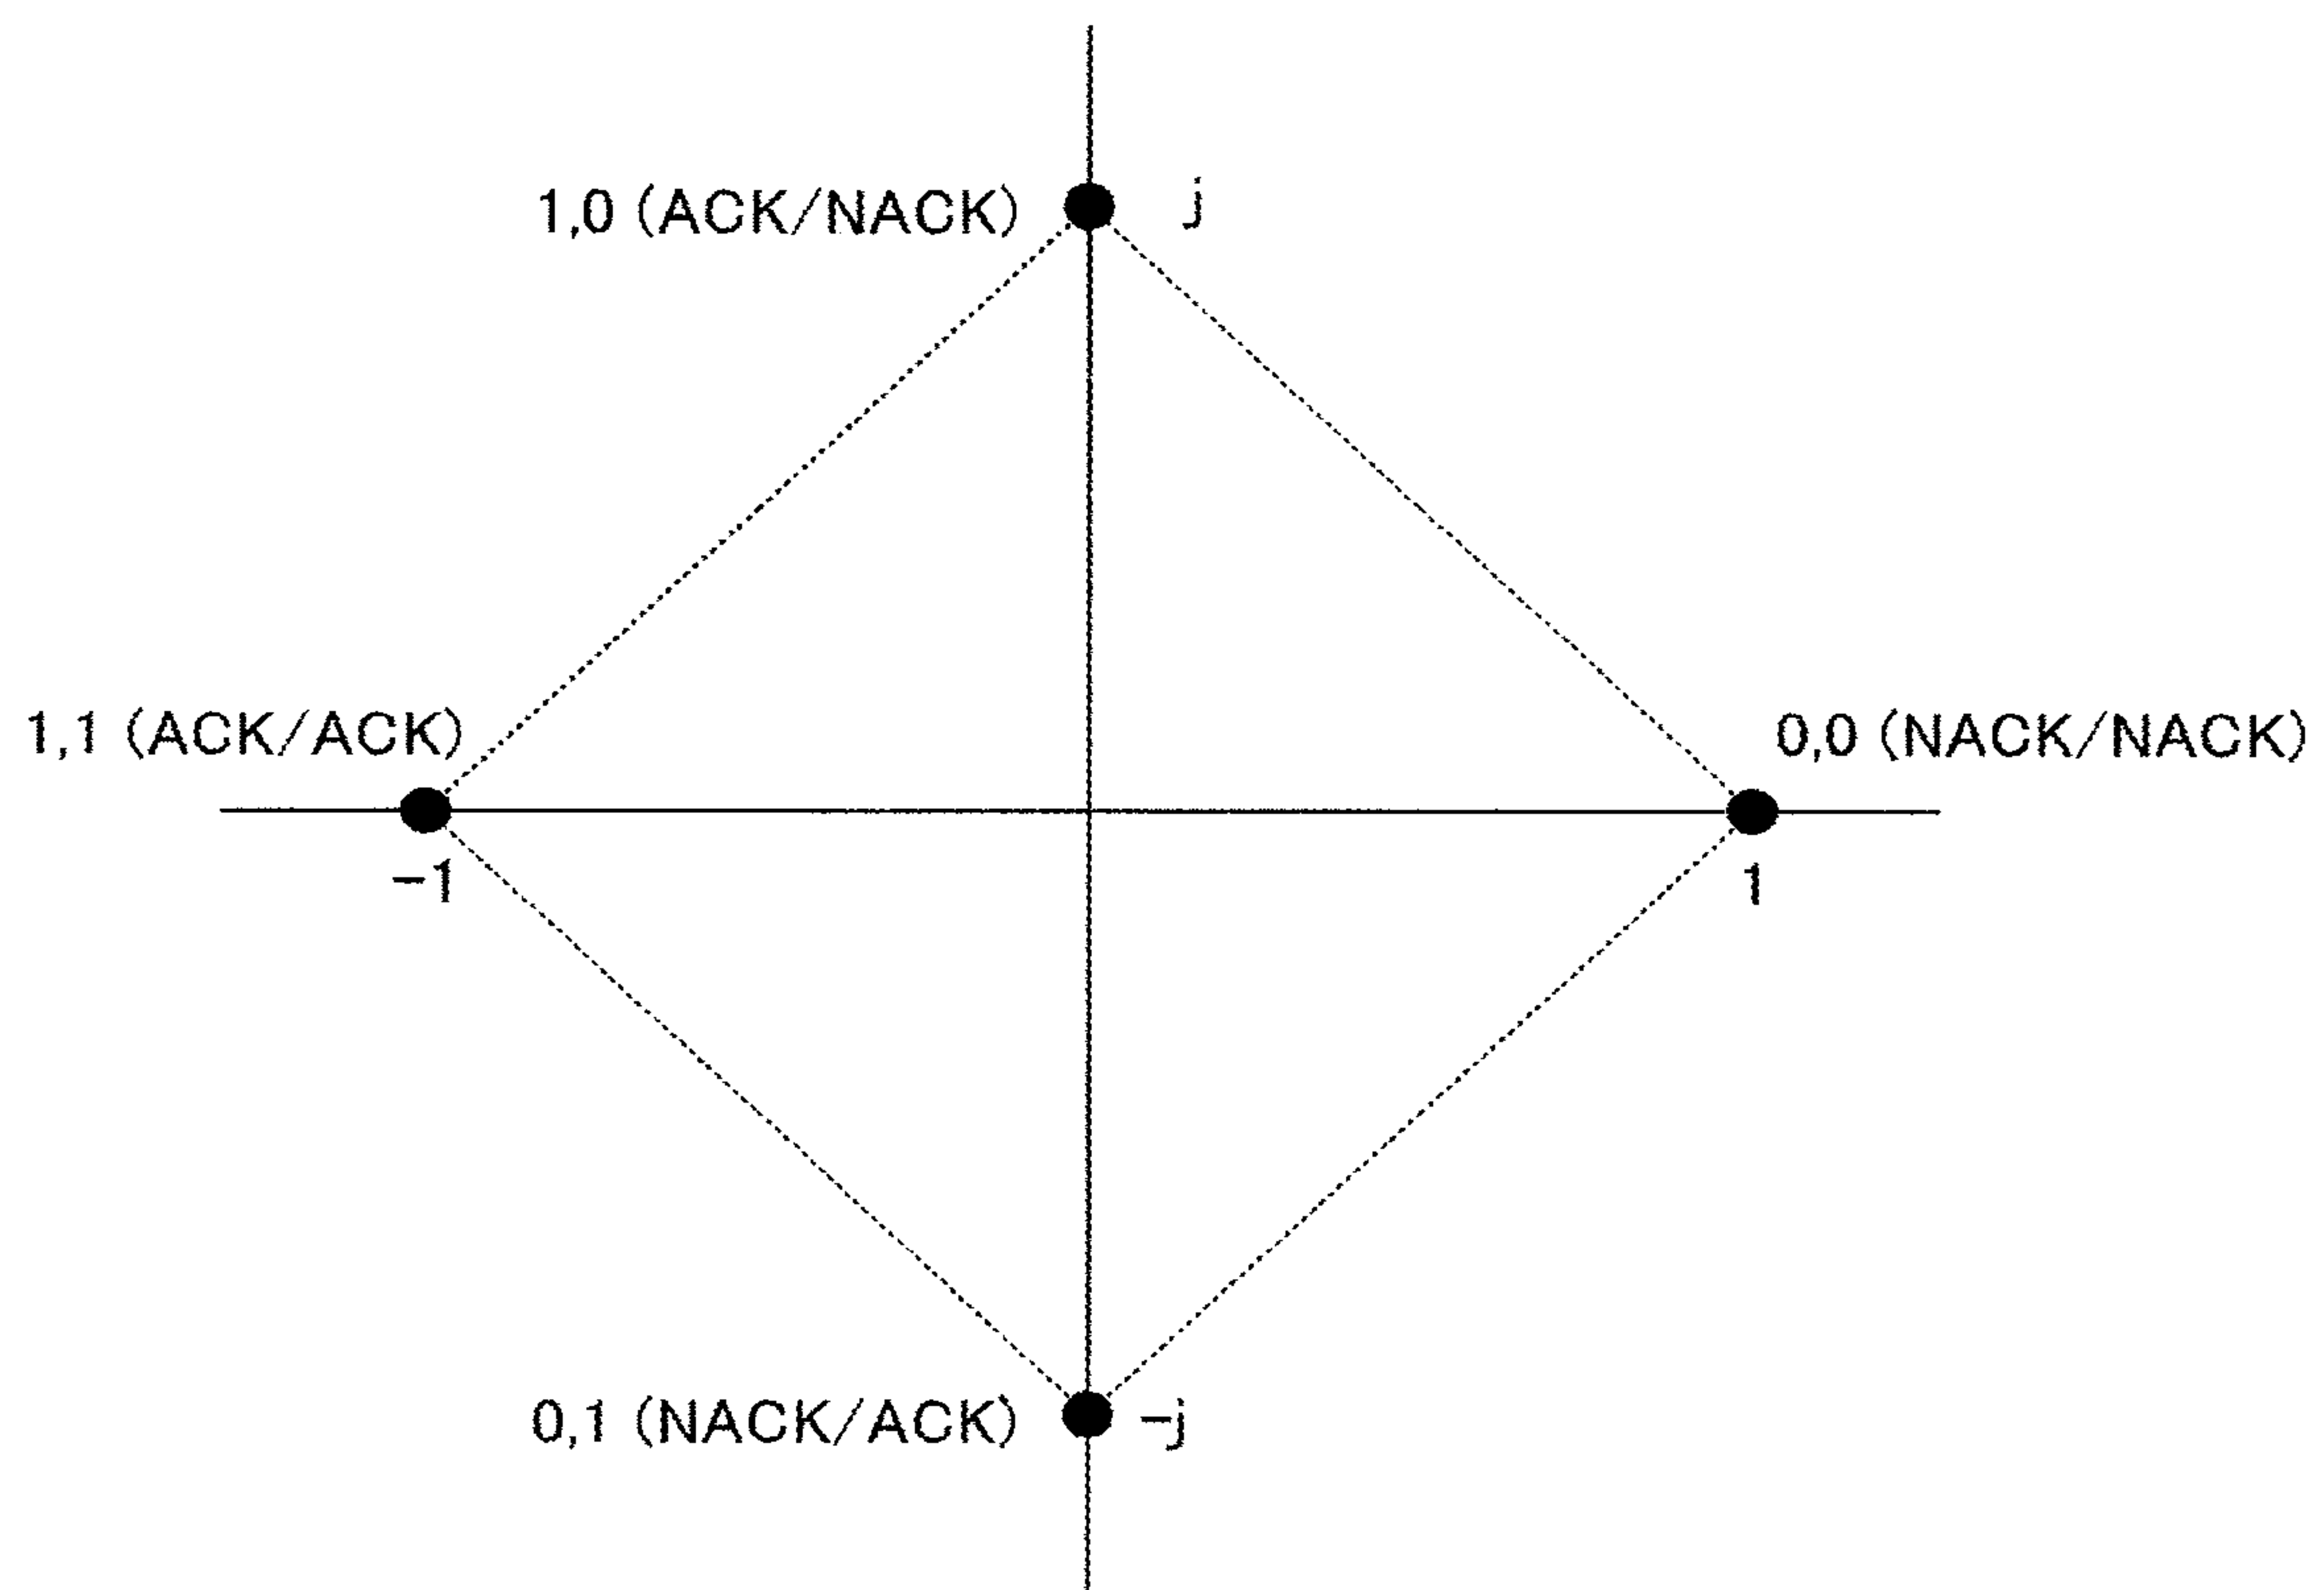 1,0 (ACK/NACK)
j
1,1 (ACK/ACK)
0,0 (NACK/NACK)
-1
1
0,1 (NACK/ACK)
-j